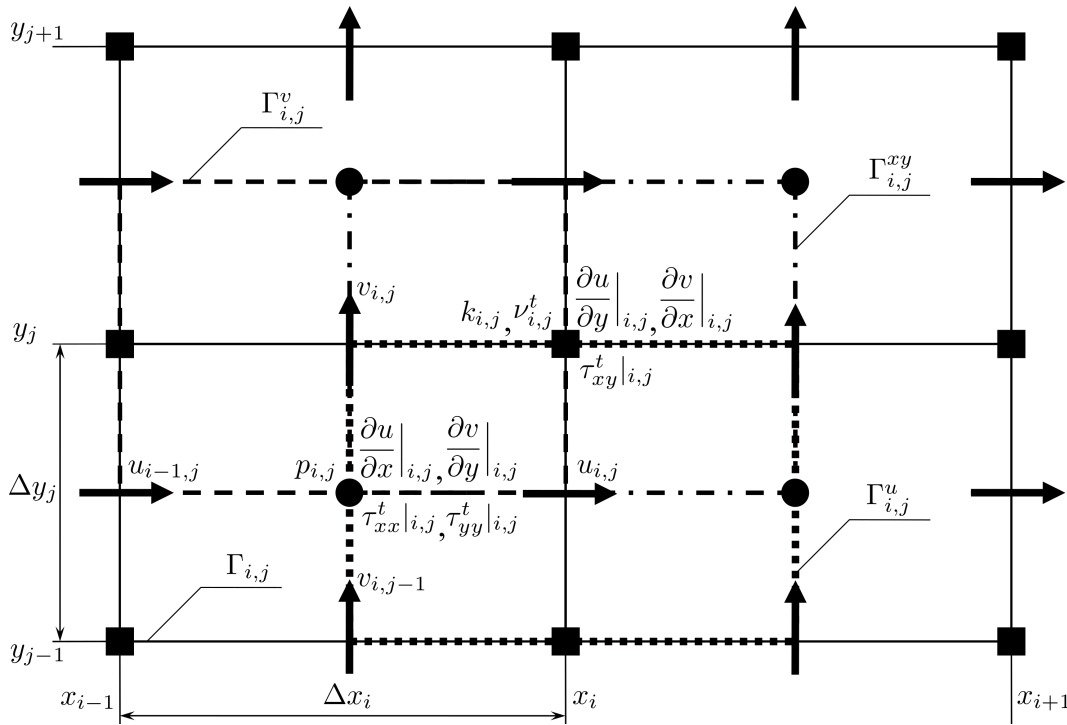 y_{j+1}
Γ^v_{i,j}
Γ^{xy}_{i,j}
v_{i,j}
k_{i,j}, ν^t_{i,j} ∂u/∂y|_{i,j}, ∂v/∂x|_{i,j}
y_j
τ^t_{xy}|_{i,j}
∂u/∂x|_{i,j}, ∂v/∂y|_{i,j}
u_{i-1,j} p_{i,j} u_{i,j}
Δy_j
τ^t_{xx}|_{i,j}, τ^t_{yy}|_{i,j}
Γ^u_{i,j}
Γ_{i,j}
v_{i,j-1}
y_{j-1}
x_{i-1} Δx_i x_i x_{i+1}